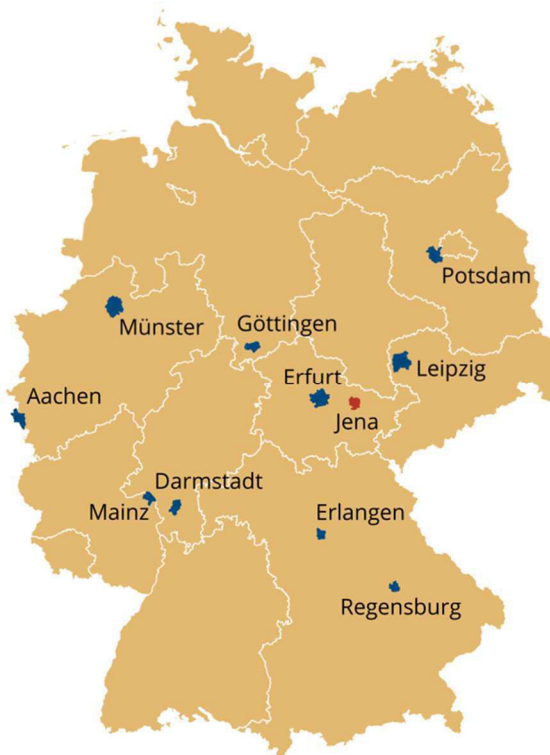 Potsdam
Münster
Göttingen
Leipzig
Erfurt
Aachen
Jena
Darmstadt
Mainz
Erlangen
Regensburg